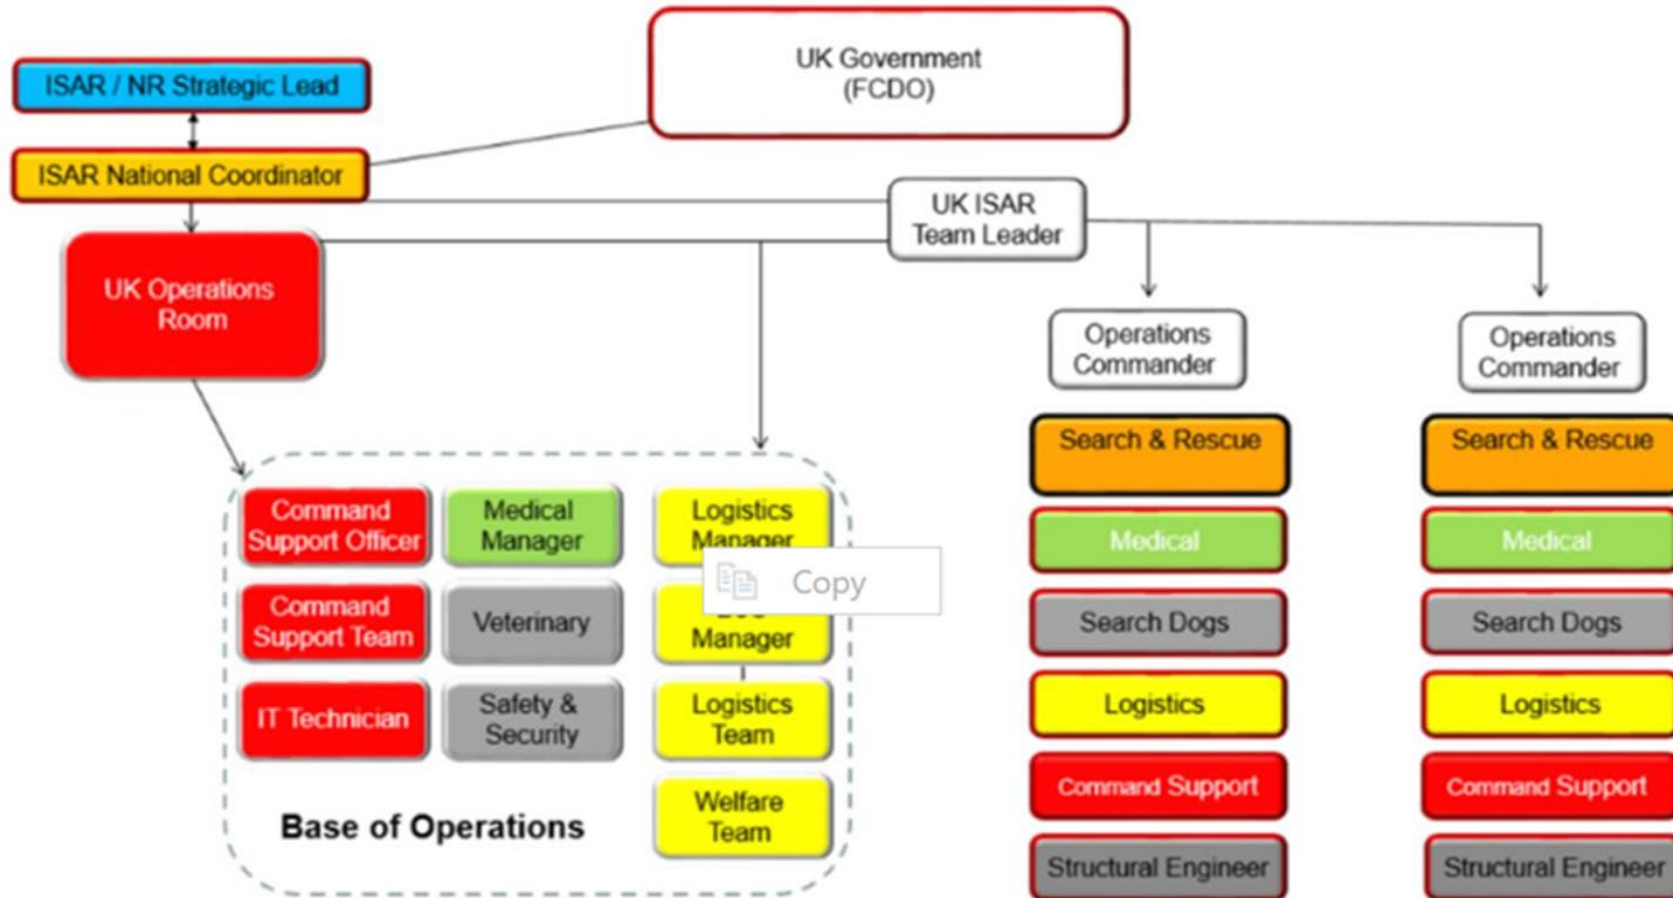 UK Government
(FCDO)
ISAR / NR Strategic Lead
ISAR National Coordinator
UK ISAR
Team Leader
UK Operations
Room
Operations
Commander
Operations
Commander
Command
Support Officer
Medical
Manager
Logistics
Manager
Copy
Command
Support Team
Veterinary
Manager
IT Technician
Safety &
Security
Logistics
Team
Welfare
Team
Base of Operations
Search & Rescue
Medical
Search Dogs
Logistics
Command Support
Structural Engineer
Search & Rescue
Medical
Search Dogs
Logistics
Command Support
Structural Engineer